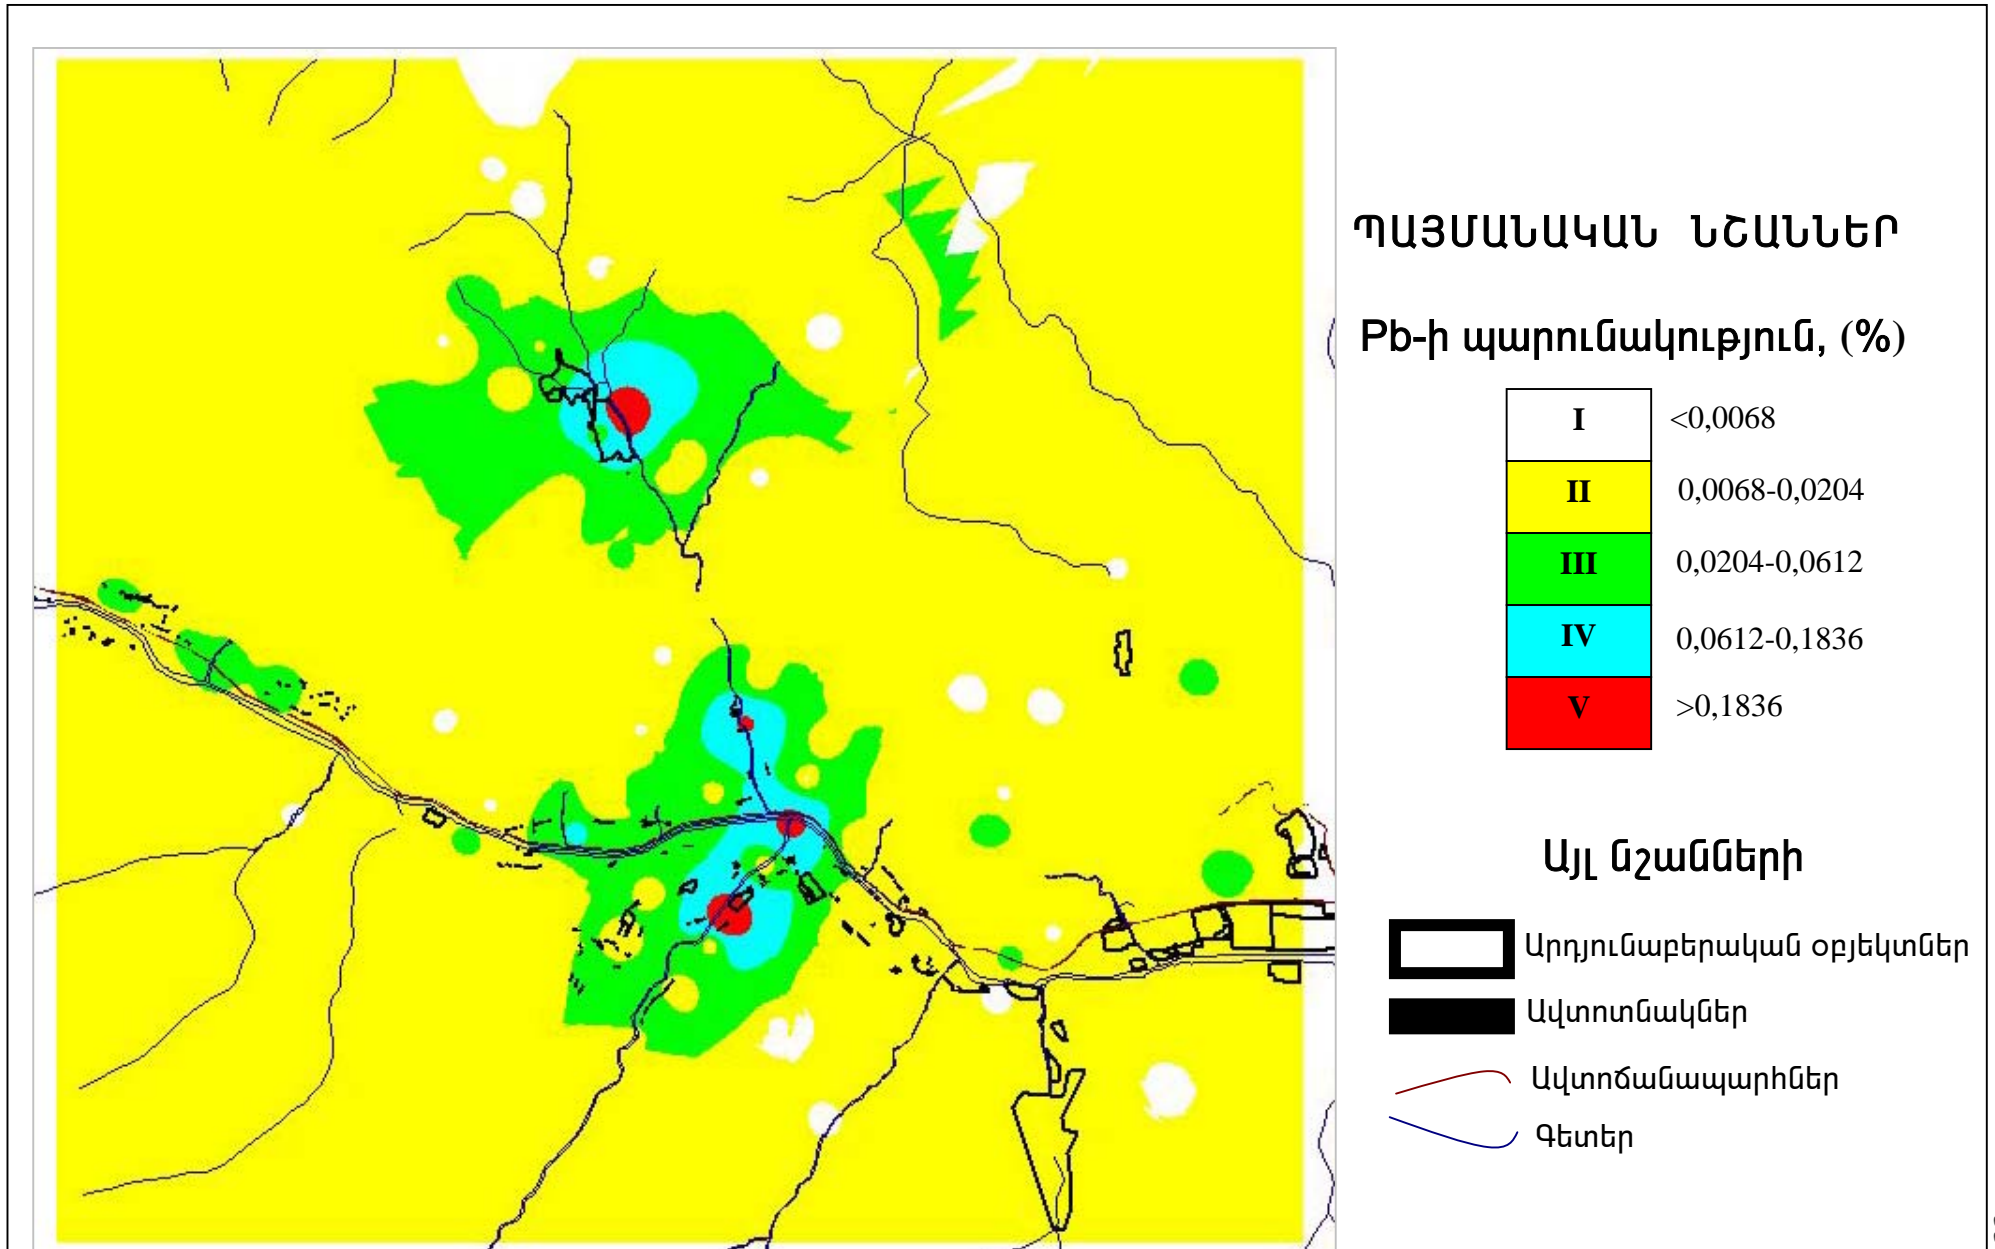 ՊԱՅՄԱՆԱԿԱՆ ՆՇԱՆՆԵՐ
Pb-ի պարունակություն, (%)
I <0,0068
II 0,0068-0,0204
III 0,0204-0,0612
IV 0,0612-0,1836
V >0,1836
Այլ նշանների
Արդյունաբերական օբյեկտներ
Ավտոտնակներ
Ավտոճանապարհներ
Գետեր